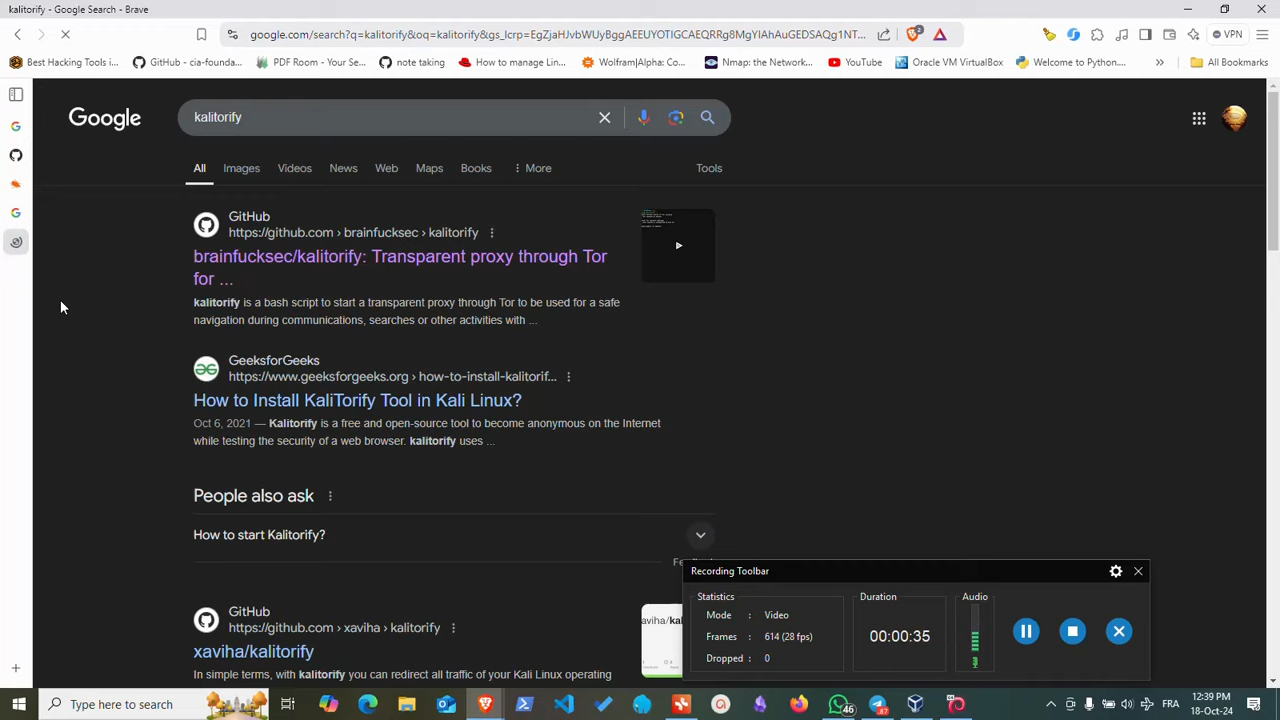 kalitorify - Google Search - Brave
google.com/search?q=kalitorify&oq=kalitorify&gs_lcrp=EgZjaHJvbWUyBggAEEUYOTIGCAEQRRg8MgYIAhAuGEDSAQg1NT...
2
VPN
Best Hacking Tools i...
GitHub - cia-founda...
PDF Room - Your Se...
note taking
How to manage Lin...
Wolfram|Alpha: Co...
Nmap: the Network...
YouTube
Oracle VM VirtualBox
Welcome to Python....
»
All Bookmarks
Google
kalitorify
All
Images
Videos
News
Web
Maps
Books
More
Tools
GitHub
https://github.com › brainfucksec › kalitorify
brainfucksec/kalitorify: Transparent proxy through Tor
for ...
kalitorify is a bash script to start a transparent proxy through Tor to be used for a safe
navigation during communications, searches or other activities with ...
GeeksforGeeks
https://www.geeksforgeeks.org › how-to-install-kalitorif...
How to Install KaliTorify Tool in Kali Linux?
Oct 6, 2021 — Kalitorify is a free and open-source tool to become anonymous on the Internet
while testing the security of a web browser. kalitorify uses ...
People also ask
How to start Kalitorify?
GitHub
https://github.com › xaviha › kalitorify
xaviha/kalitorify
In simple terms, with kalitorify you can redirect all traffic of your Kali Linux operating
Recording Toolbar
Statistics
Mode : Video
Frames : 614 (28 fps)
Dropped : 0
Duration
00:00:35
Audio
Type here to search
46
87
FRA
12:39 PM
18-Oct-24